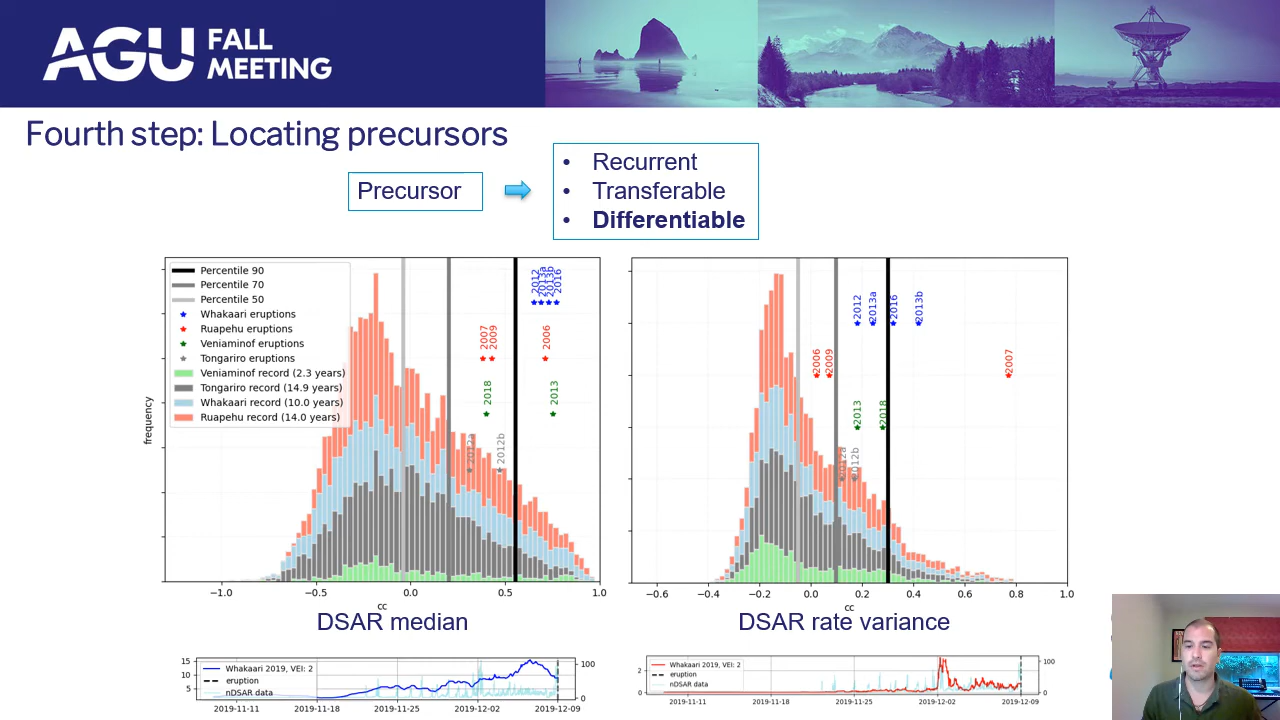 AGU FALL
MEETING
Fourth step: Locating precursors
Precursor
• Recurrent
• Transferable
• Differentiable
Percentile 90
Percentile 70
Percentile 50
Whakaari eruptions
Ruapehu eruptions
Veniaminof eruptions
Tongariro eruptions
Veniaminof record (2.3 years)
Tongariro record (14.9 years)
Whakaari record (10.0 years)
Ruapehu record (14.0 years)
frequency
2012 2013a 2013b 2016
2007 2009 2006
2018 2013
2012a 2012b
−1.0 −0.5 0.0 0.5 1.0
cc
DSAR median
2012 2013a 2016 2013b
2006 2009 2007
2013 2018
2012a 2012b
−0.6 −0.4 −0.2 0.0 0.2 0.4 0.6 0.8 1.0
cc
DSAR rate variance
15
10
5
Whakaari 2019, VEI: 2
eruption
nDSAR data
100
0
2019-11-11 2019-11-18 2019-11-25 2019-12-02 2019-12-09
2
0
Whakaari 2019, VEI: 2
eruption
nDSAR data
100
0
2019-11-11 2019-11-18 2019-11-25 2019-12-02 2019-12-09